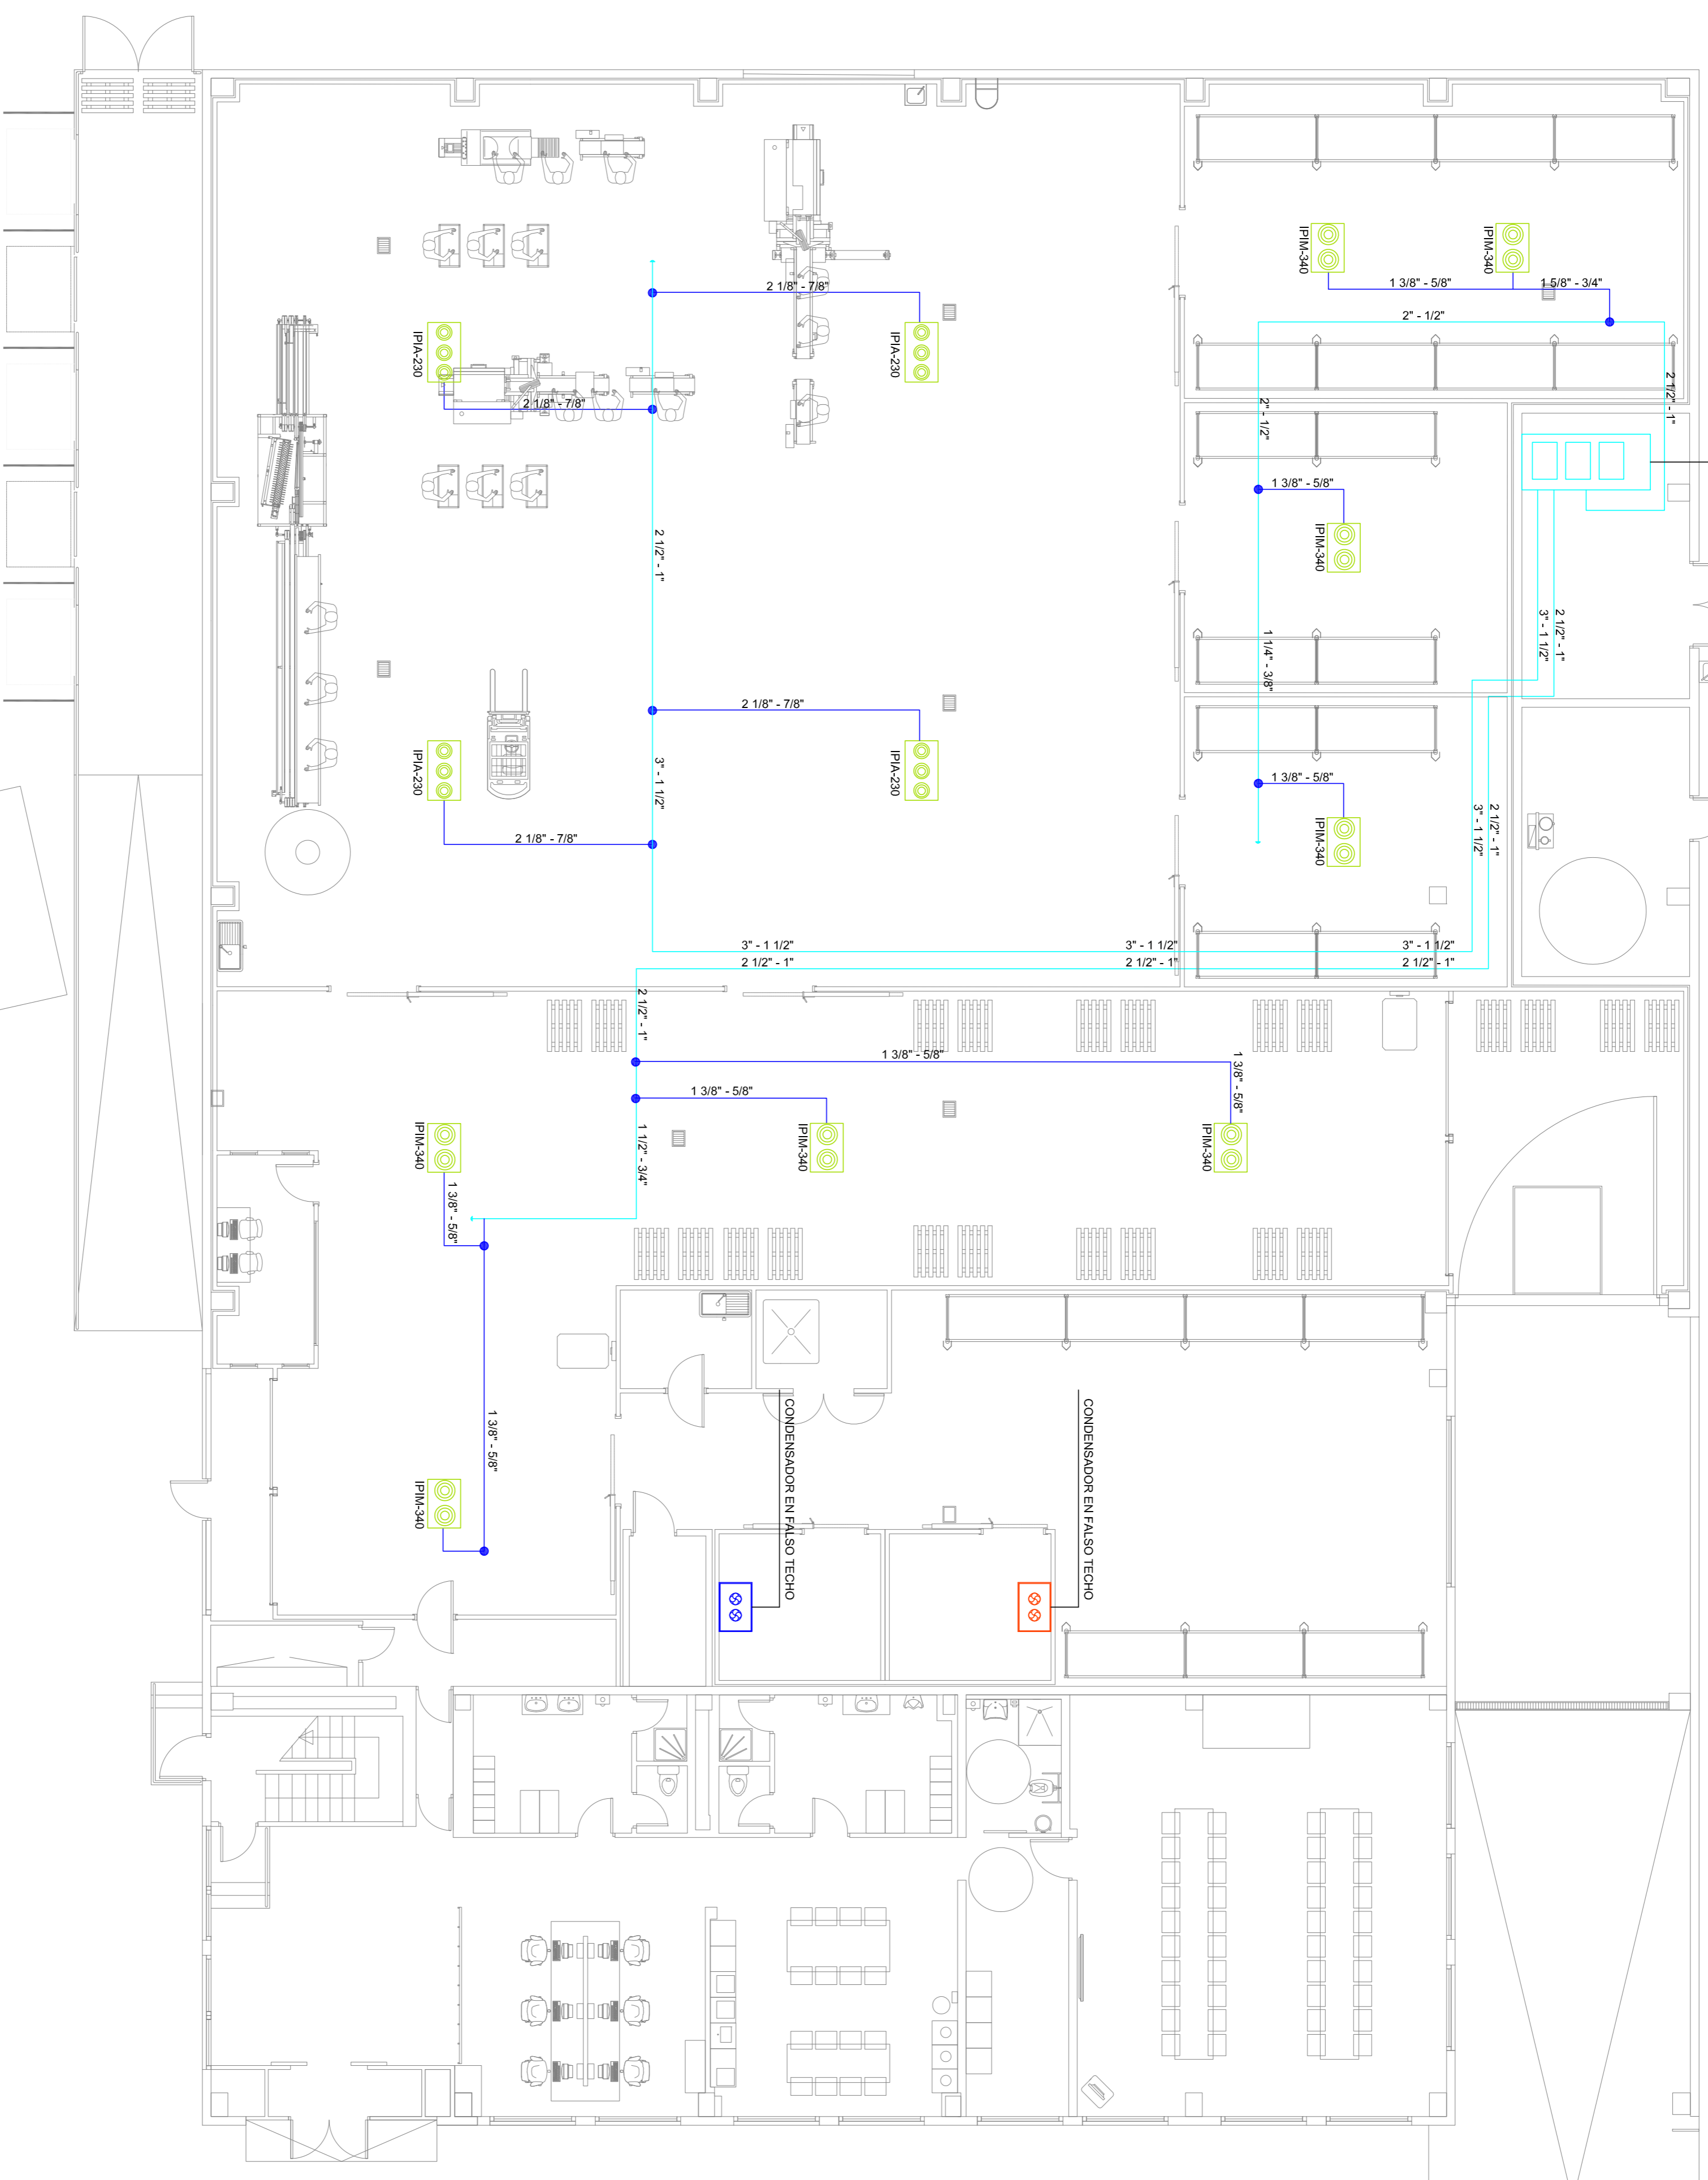 IPIM-340
IPIM-340
1 3/8" - 5/8"
1 5/8" - 3/4"
2 1/8" - 7/8"
2" - 1/2"
IPIA-230
IPIA-230
2 1/8" - 7/8"
2" - 1/2"
2 1/2" - 1"
1 3/8" - 5/8"
IPIM-340
2 1/2" - 1"
3" - 1 1/2"
2 1/2" - 1"
1 1/4" - 3/8"
2 1/8" - 7/8"
IPIA-230
IPIA-230
3" - 1 1/2"
1 3/8" - 5/8"
IPIM-340
3" - 1 1/2"
2 1/2" - 1"
2 1/8" - 7/8"
3" - 1 1/2"
3" - 1 1/2"
3" - 1 1/2"
2 1/2" - 1"
2 1/2" - 1"
2 1/2" - 1"
2 1/2" - 1"
1 3/8" - 5/8"
1 3/8" - 5/8"
1 3/8" - 5/8"
IPIM-340
1 1/2" - 3/4"
IPIM-340
IPIM-340
1 3/8" - 5/8"
1 3/8" - 5/8"
IPIM-340
CONDENSADOR EN FALSO TECHO
CONDENSADOR EN FALSO TECHO